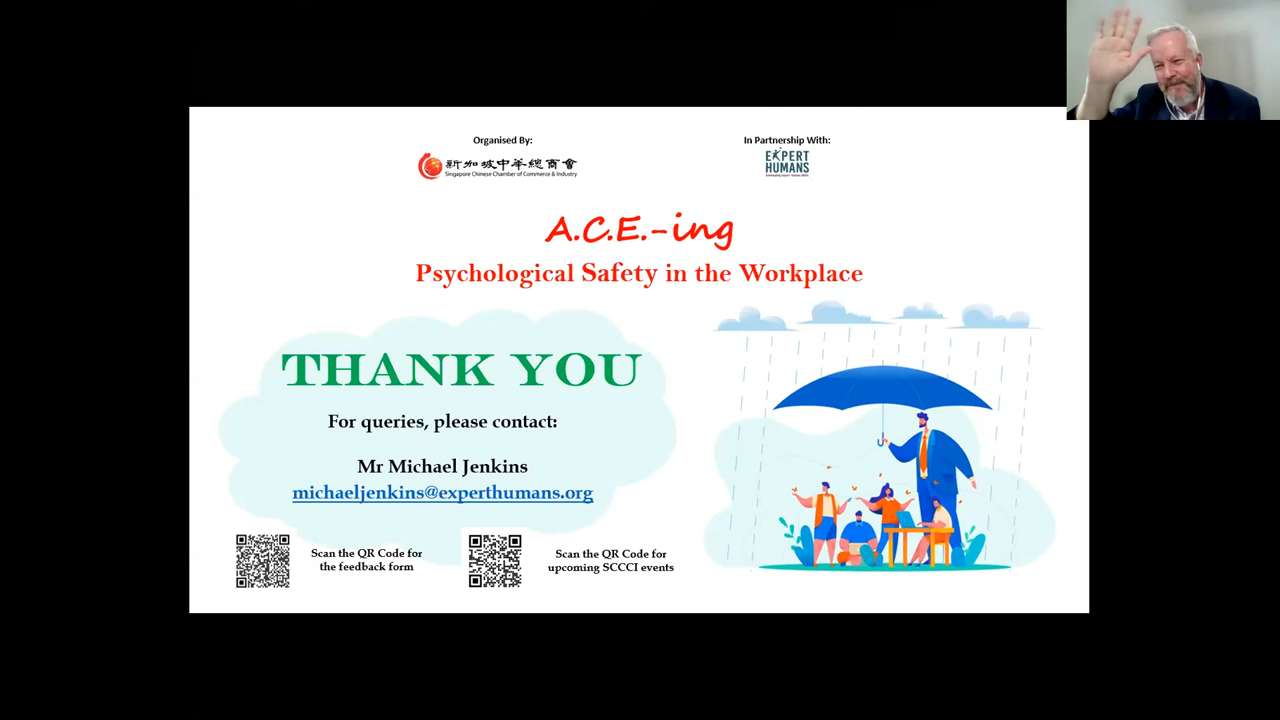 Organised By:
新加坡中华總商會
Singapore Chinese Chamber of Commerce & Industry
In Partnership With:
EXPERT
HUMANS
A.C.E.-ing
Psychological Safety in the Workplace
THANK YOU
For queries, please contact:
Mr Michael Jenkins
michaeljenkins@experthumans.org
Scan the QR Code for
the feedback form
Scan the QR Code for
upcoming SCCCI events